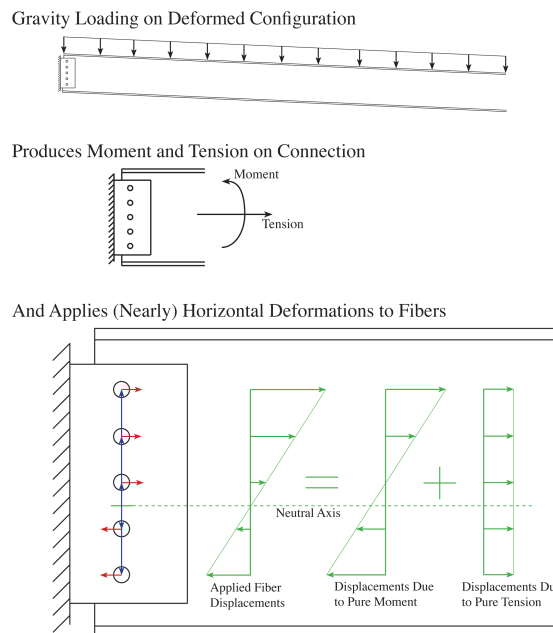 Gravity Loading on Deformed Configuration
Produces Moment and Tension on Connection
Moment
Tension
And Applies (Nearly) Horizontal Deformations to Fibers
Neutral Axis
Applied Fiber
Displacements
Displacements Due
to Pure Moment
Displacements Du
to Pure Tension